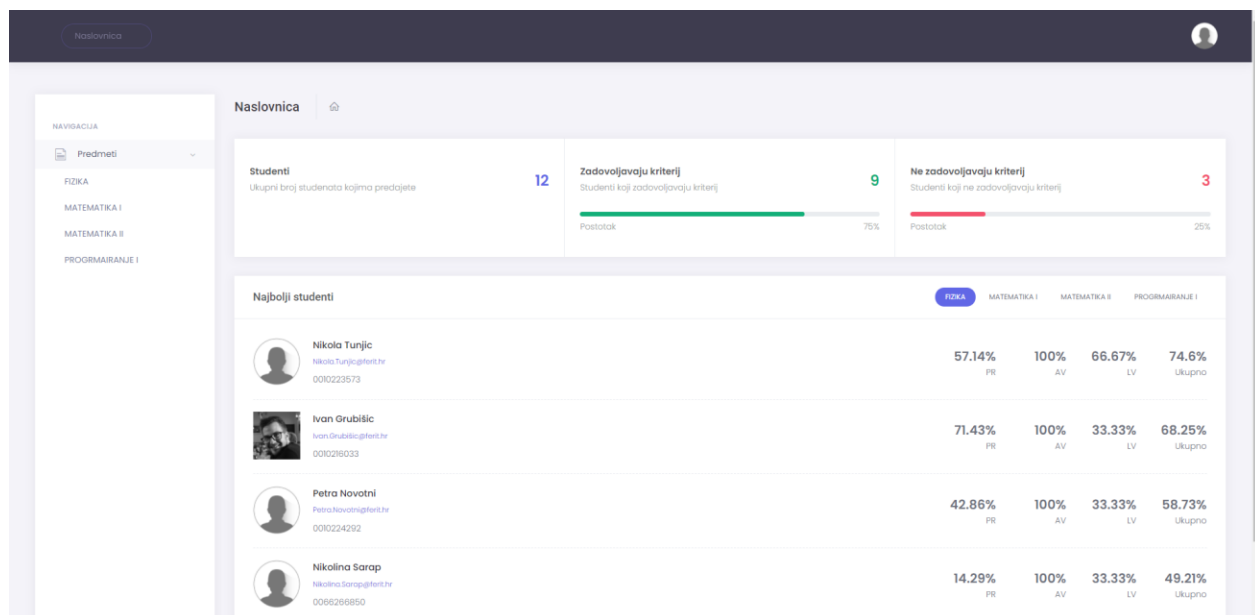 Naslovnica
NAVIGACIJA
Predmeti
FIZIKA
MATEMATIKA I
MATEMATIKA II
PROGRMAIRANJE I
Naslovnica
Studenti
Ukupni broj studenata kojima predajete
12
Zadovoljavaju kriterij
Studenti koji zadovoljavaju kriterij
9
Postotak 75%
Ne zadovoljavaju kriterij
Studenti koji ne zadovoljavaju kriterij
3
Postotak 25%
Najbolji studenti FIZIKA MATEMATIKA I MATEMATIKA II PROGRMAIRANJE I
Nikola Tunjic
Nikola.Tunjic@ferit.hr
0010223573
57.14% 100% 66.67% 74.6%
PR AV LV Ukupno
Ivan Grubišic
Ivan.Grubišic@ferit.hr
0010216033
71.43% 100% 33.33% 68.25%
PR AV LV Ukupno
Petra Novotni
Petra.Novotni@ferit.hr
0010224292
42.86% 100% 33.33% 58.73%
PR AV LV Ukupno
Nikolina Sarap
Nikolina.Sarap@ferit.hr
0066266850
14.29% 100% 33.33% 49.21%
PR AV LV Ukupno